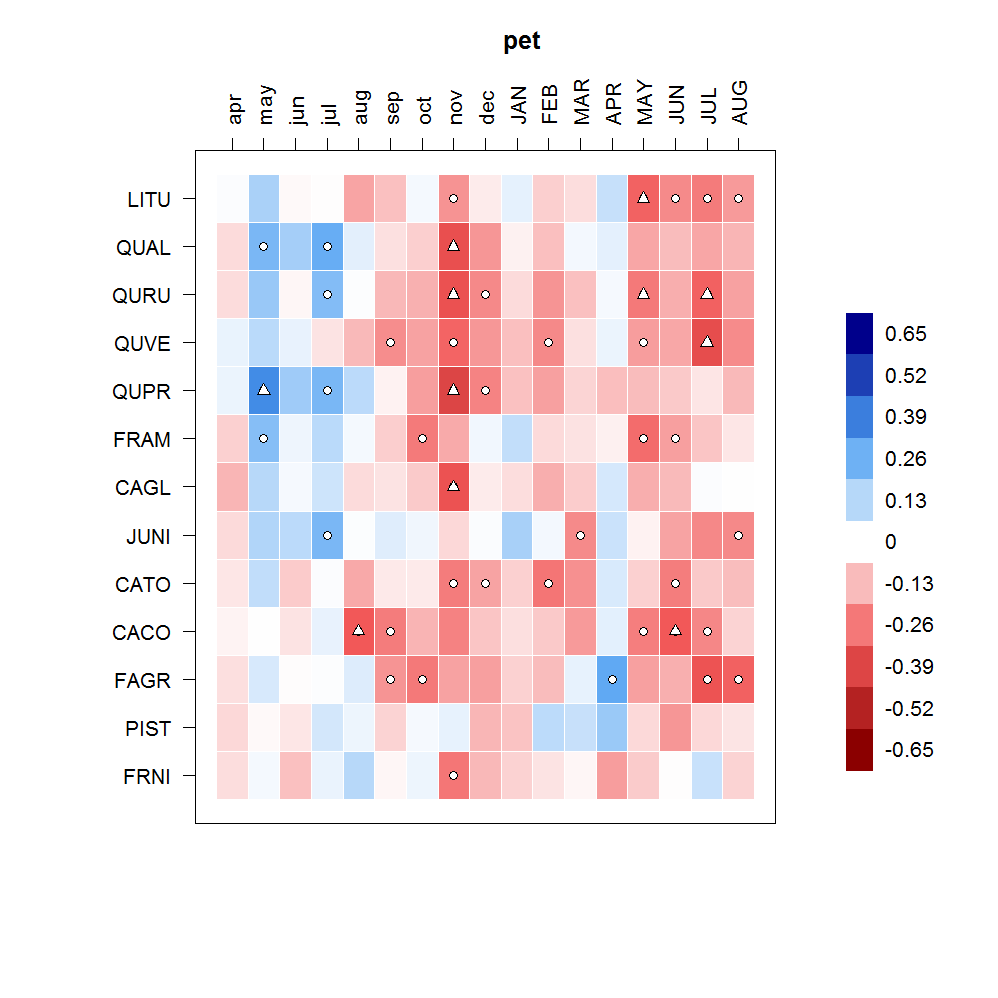 pet
apr may jun jul aug sep oct nov dec JAN FEB MAR APR MAY JUN JUL AUG
LITU
QUAL
QURU
QUVE
QUPR
FRAM
CAGL
JUNI
CATO
CACO
FAGR
PIST
FRNI
0.65
0.52
0.39
0.26
0.13
0
-0.13
-0.26
-0.39
-0.52
-0.65